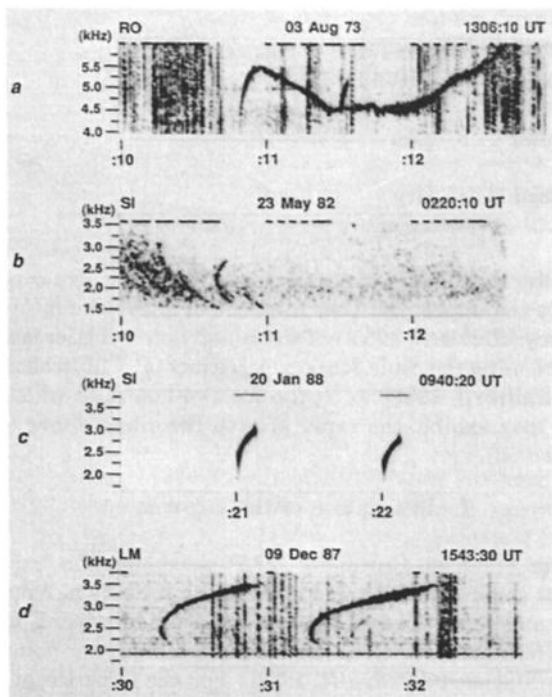 (kHz) RO 03 Aug 73 1306:10 UT
5.5
a 5.0
4.5
4.0
:10 :11 :12
(kHz) SI 23 May 82 0220:10 UT
3.5
3.0
b 2.5
2.0
1.5
:10 :11 :12
(kHz) SI 20 Jan 88 0940:20 UT
3.5
3.0
c 2.5
2.0
:21 :22
(kHz) LM 09 Dec 87 1543:30 UT
3.5
3.0
d 2.5
2.0
:30 :31 :32